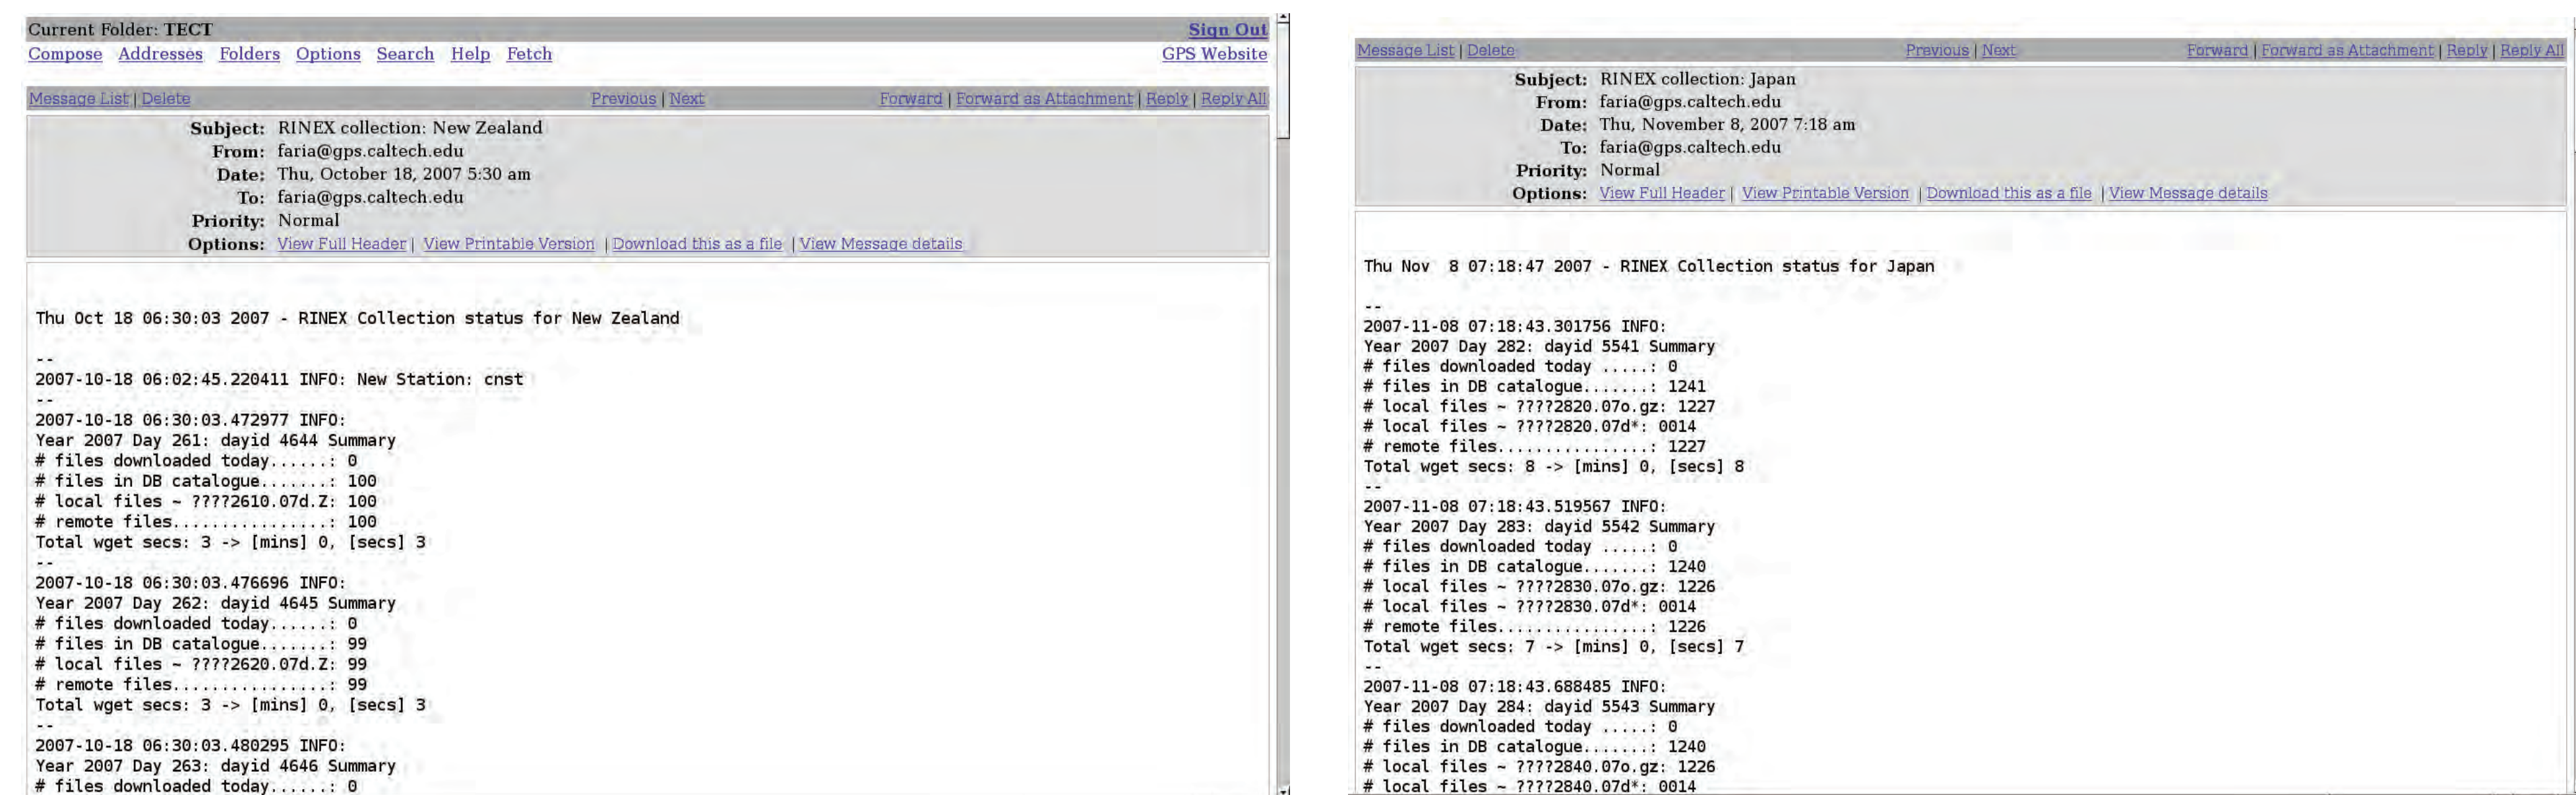 Current Folder: TECT Sign Out
Compose Addresses Folders Options Search Help Fetch GPS Website
Message List | Delete Previous | Next Forward | Forward as Attachment | Reply | Reply All
Subject: RINEX collection: New Zealand
From: faria@gps.caltech.edu
Date: Thu, October 18, 2007 5:30 am
To: faria@gps.caltech.edu
Priority: Normal
Options: View Full Header | View Printable Version | Download this as a file | View Message details
Thu Oct 18 06:30:03 2007 - RINEX Collection status for New Zealand
--
2007-10-18 06:02:45.220411 INFO: New Station: cnst
--
2007-10-18 06:30:03.472977 INFO:
Year 2007 Day 261: dayid 4644 Summary
# files downloaded today......: 0
# files in DB catalogue.......: 100
# local files ~ ????2610.07d.Z: 100
# remote files................: 100
Total wget secs: 3 -> [mins] 0, [secs] 3
--
2007-10-18 06:30:03.476696 INFO:
Year 2007 Day 262: dayid 4645 Summary
# files downloaded today......: 0
# files in DB catalogue.......: 99
# local files ~ ????2620.07d.Z: 99
# remote files................: 99
Total wget secs: 3 -> [mins] 0, [secs] 3
--
2007-10-18 06:30:03.480295 INFO:
Year 2007 Day 263: dayid 4646 Summary
# files downloaded today......: 0
Message List | Delete Previous | Next Forward | Forward as Attachment | Reply | Reply All
Subject: RINEX collection: Japan
From: faria@gps.caltech.edu
Date: Thu, November 8, 2007 7:18 am
To: faria@gps.caltech.edu
Priority: Normal
Options: View Full Header | View Printable Version | Download this as a file | View Message details
Thu Nov  8 07:18:47 2007 - RINEX Collection status for Japan
--
2007-11-08 07:18:43.301756 INFO:
Year 2007 Day 282: dayid 5541 Summary
# files downloaded today .....: 0
# files in DB catalogue.......: 1241
# local files ~ ????2820.07o.gz: 1227
# local files ~ ????2820.07d*: 0014
# remote files................: 1227
Total wget secs: 8 -> [mins] 0, [secs] 8
--
2007-11-08 07:18:43.519567 INFO:
Year 2007 Day 283: dayid 5542 Summary
# files downloaded today .....: 0
# files in DB catalogue.......: 1240
# local files ~ ????2830.07o.gz: 1226
# local files ~ ????2830.07d*: 0014
# remote files................: 1226
Total wget secs: 7 -> [mins] 0, [secs] 7
--
2007-11-08 07:18:43.688485 INFO:
Year 2007 Day 284: dayid 5543 Summary
# files downloaded today .....: 0
# files in DB catalogue.......: 1240
# local files ~ ????2840.07o.gz: 1226
# local files ~ ????2840.07d*: 0014